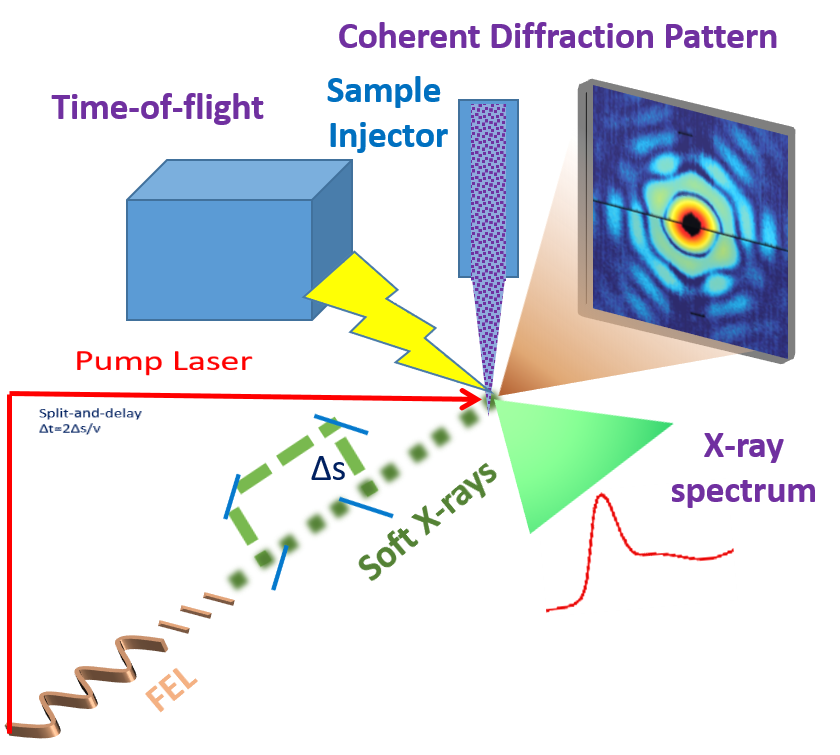 Coherent Diffraction Pattern
Time-of-flight
Sample
Injector
Pump Laser
Split-and-delay
Δt=2Δs/v
Δs
X-ray
spectrum
Soft X-rays
FEL